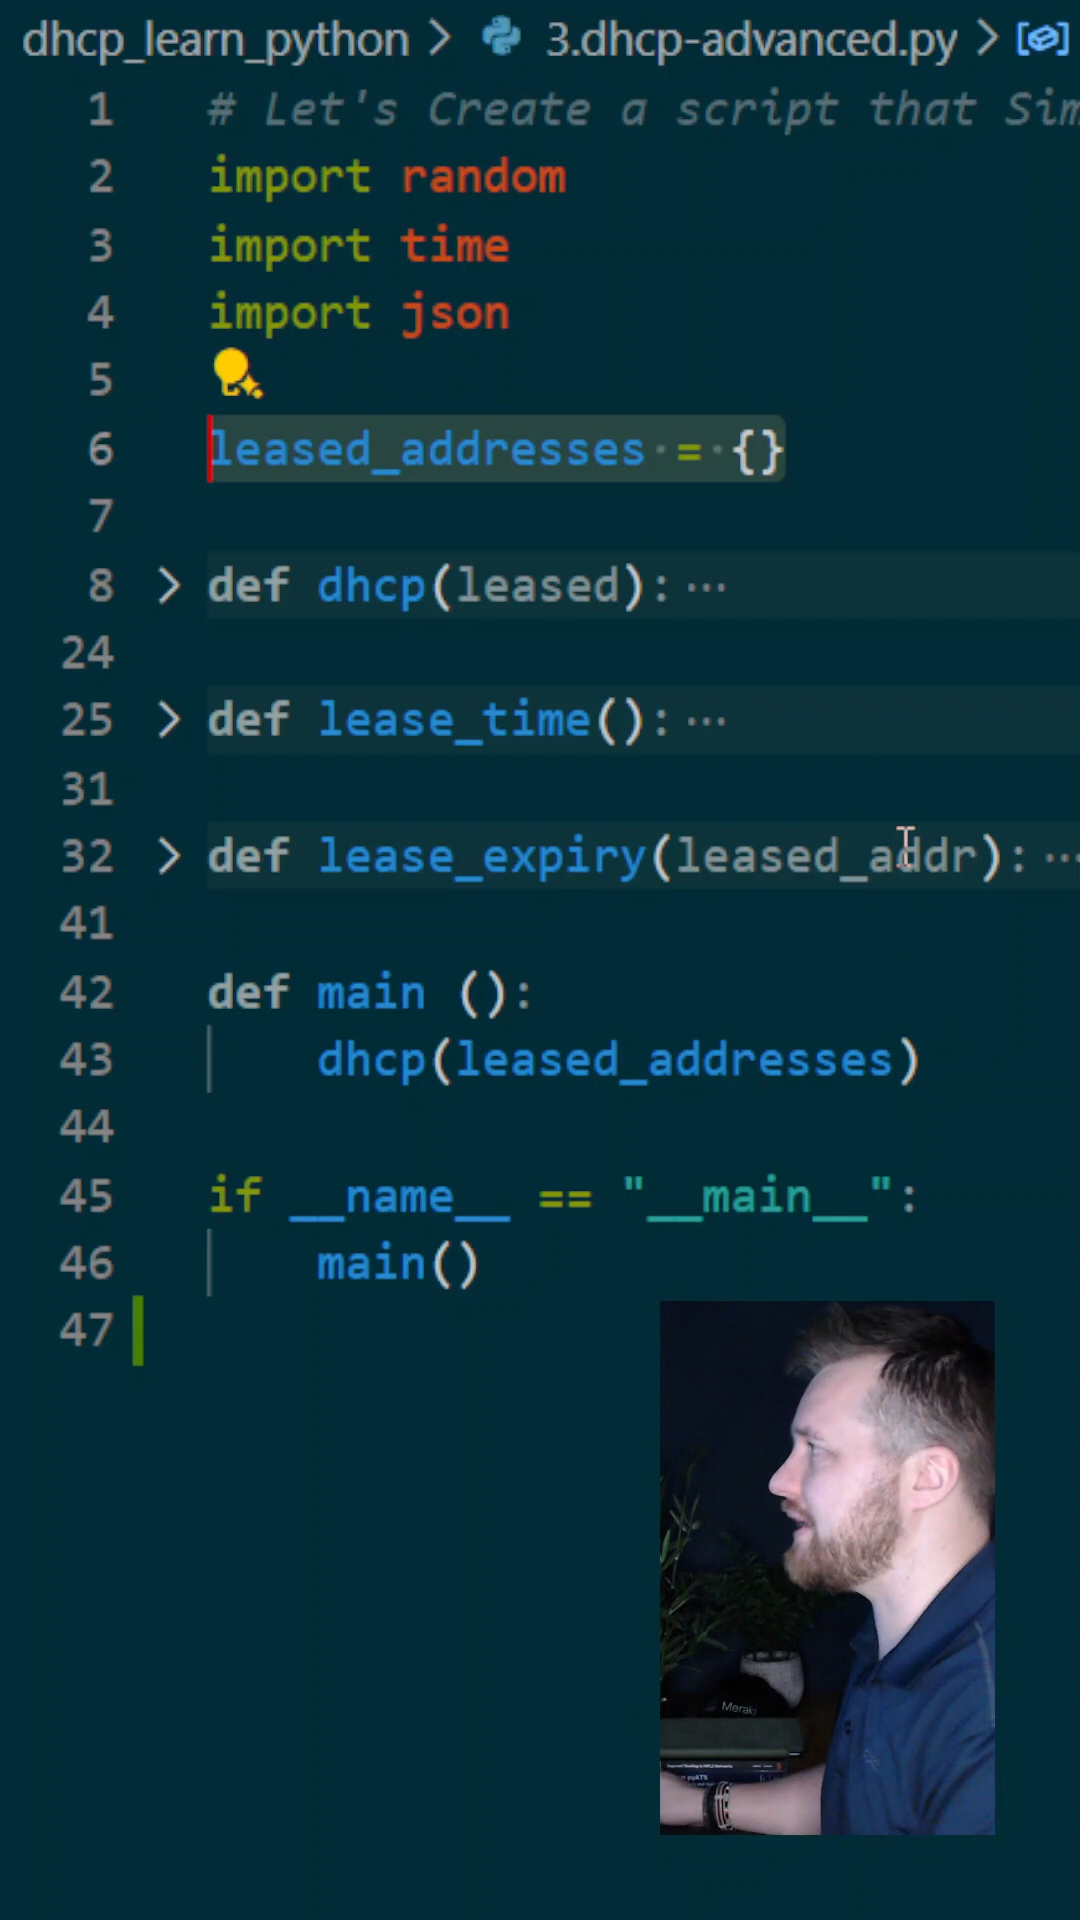 dhcp_learn_python > 3.dhcp-advanced.py >
1 # Let's Create a script that Sim
2 import random
3 import time
4 import json
5
6 leased_addresses = {}
7
8 def dhcp(leased): ...
24
25 def lease_time(): ...
31
32 def lease_expiry(leased_addr): ...
41
42 def main ():
43 dhcp(leased_addresses)
44
45 if __name__ == "__main__":
46 main()
47
Meraki
pyATS